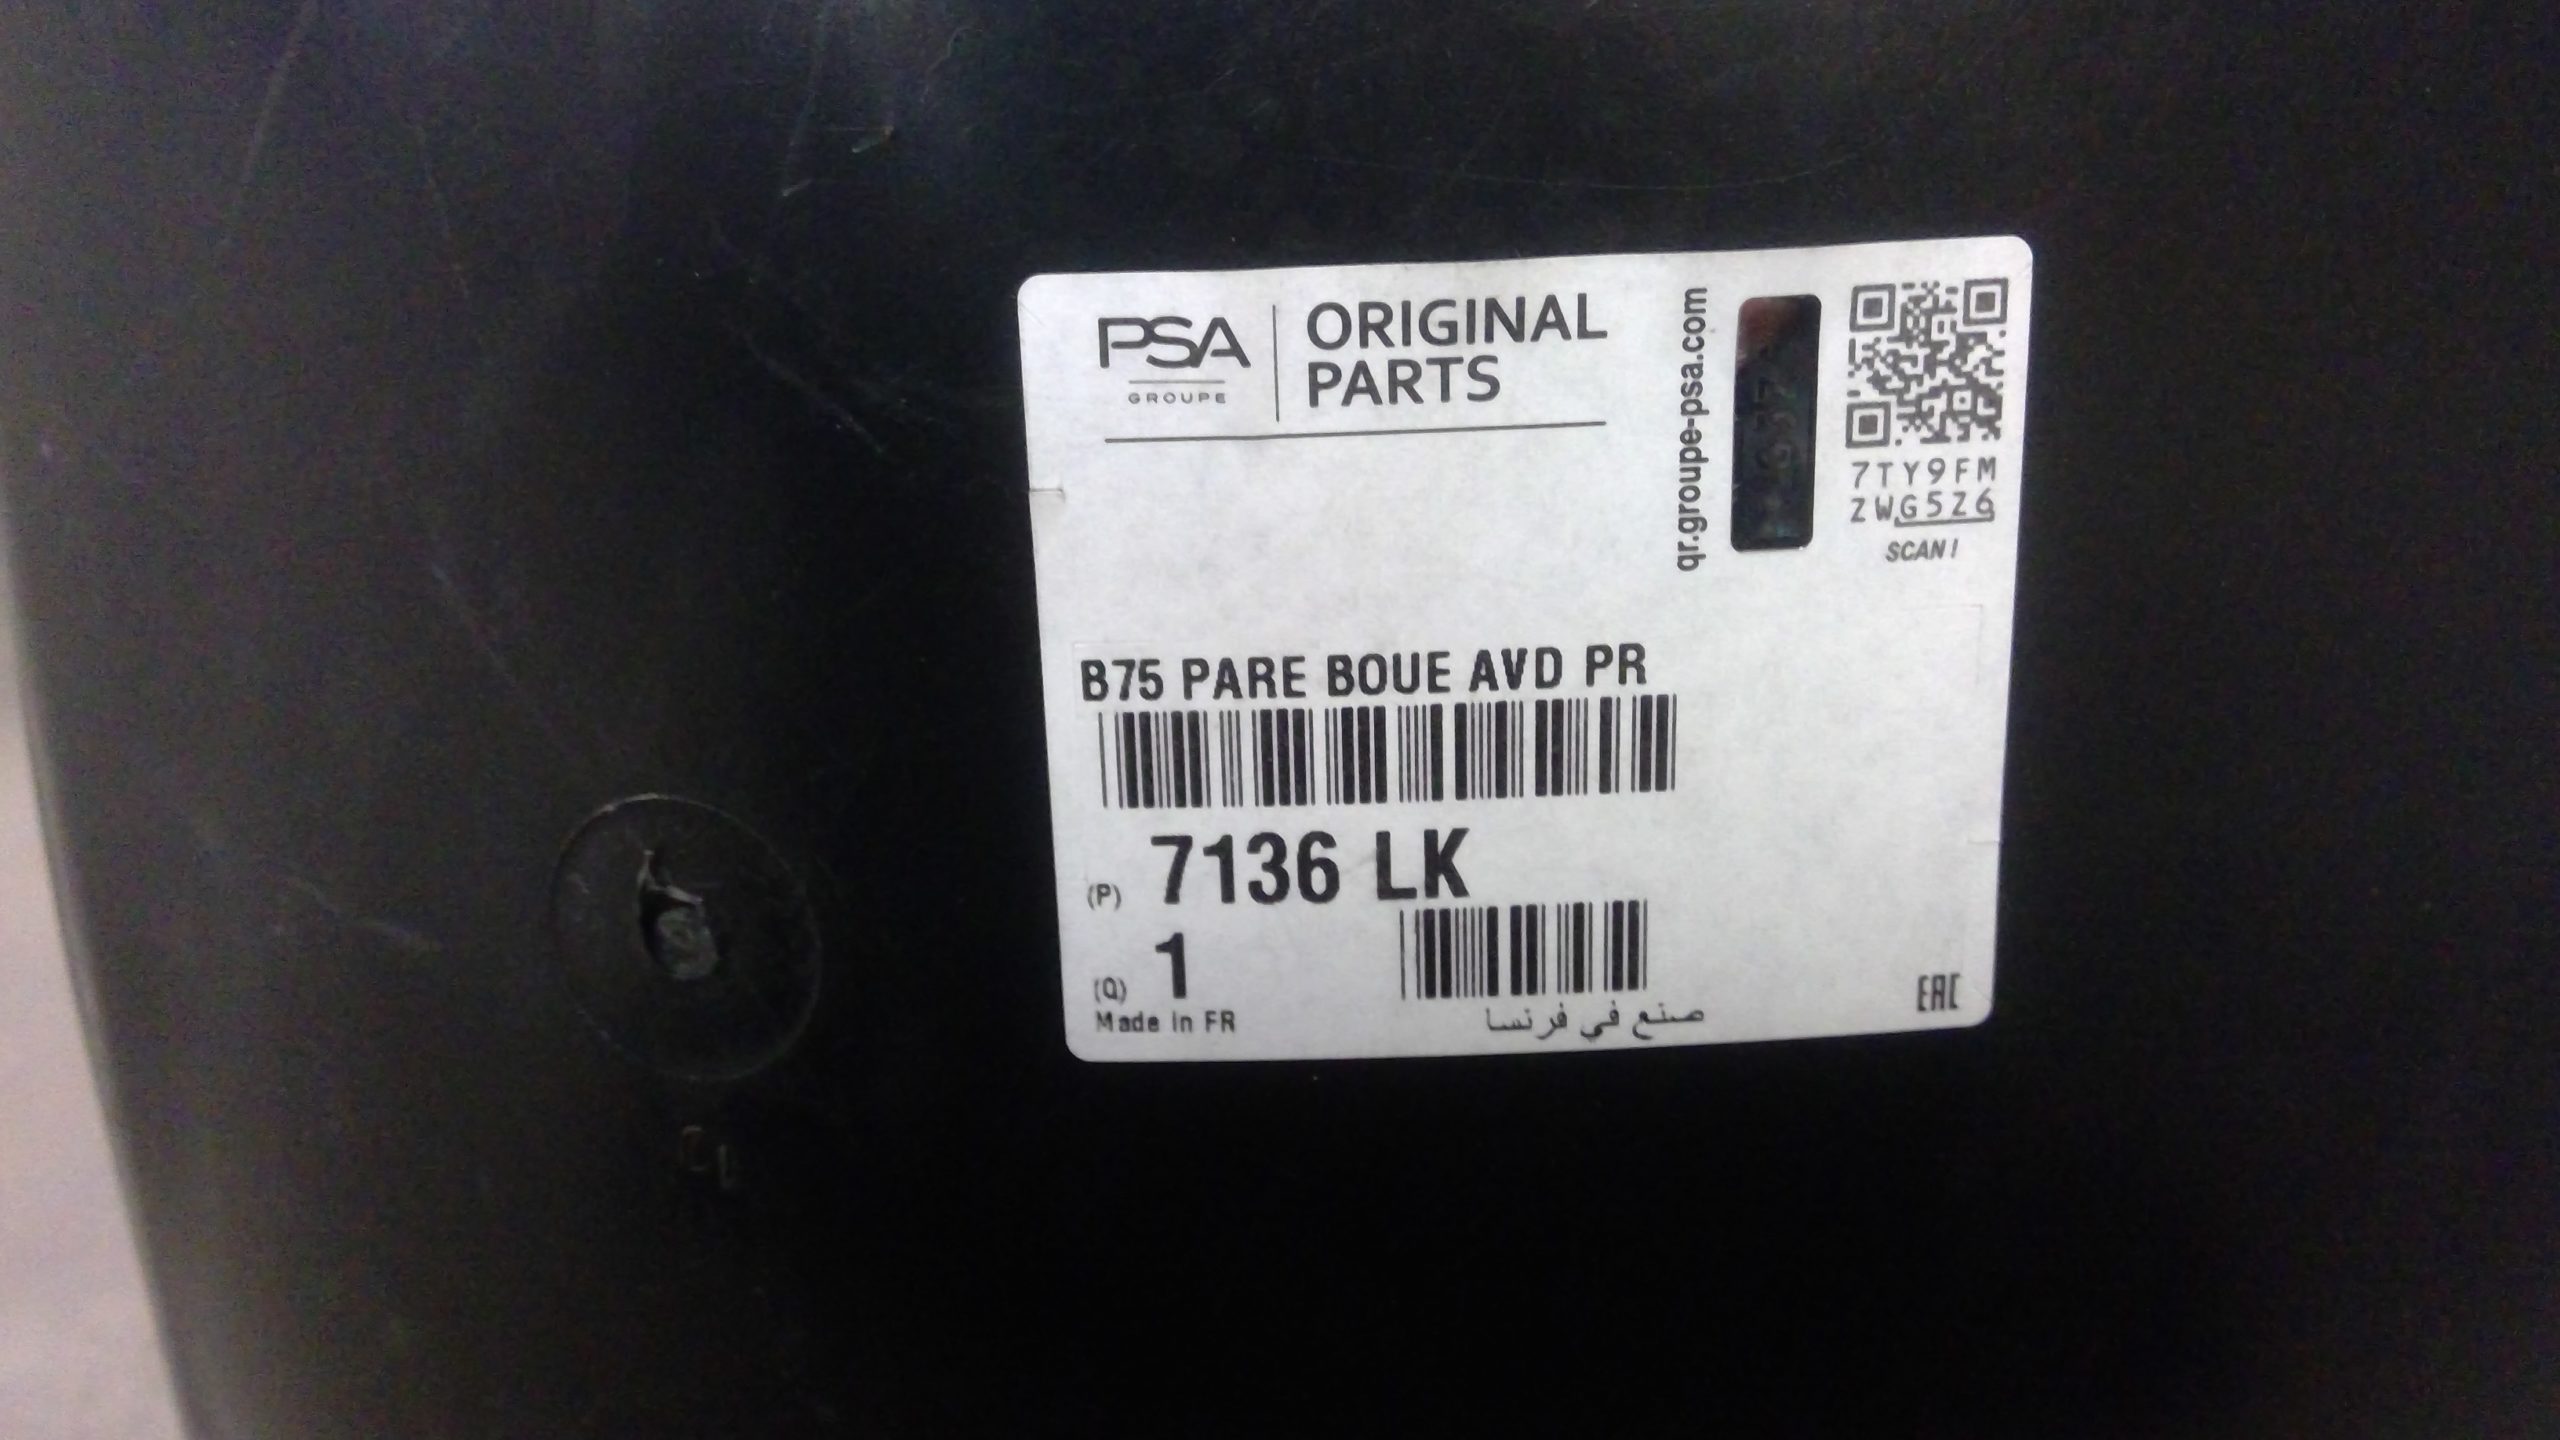 PSA
GROUPE
ORIGINAL
PARTS
qr.groupe-psa.com
7TY9FM
ZWG5Z6
SCAN!
B75 PARE BOUE AVD PR
(P) 7136 LK
(Q) 1
Made in FR
صنع في فرنسا
EAC